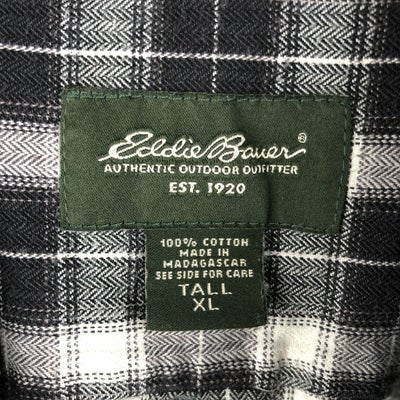 Eddie Bauer®
AUTHENTIC OUTDOOR OUTFITTER
EST. 1920
100% COTTON
MADE IN
MADAGASCAR
SEE SIDE FOR CARE
TALL
XL